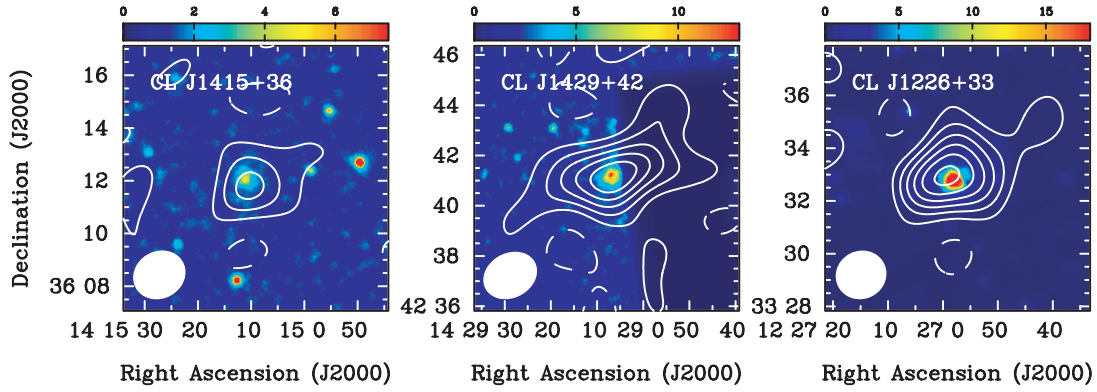 0 2 4 6
0 5 10
0 5 10 15
CL J1415+36
CL J1429+42
CL J1226+33
Declination (J2000)
16
14
12
10
36 08
46
44
42
40
38
42 36
36
34
32
30
33 28
14 15 30 20 10 15 0 50
14 29 30 20 10 29 0 50 40
12 27 20 10 27 0 50 40
Right Ascension (J2000)
Right Ascension (J2000)
Right Ascension (J2000)